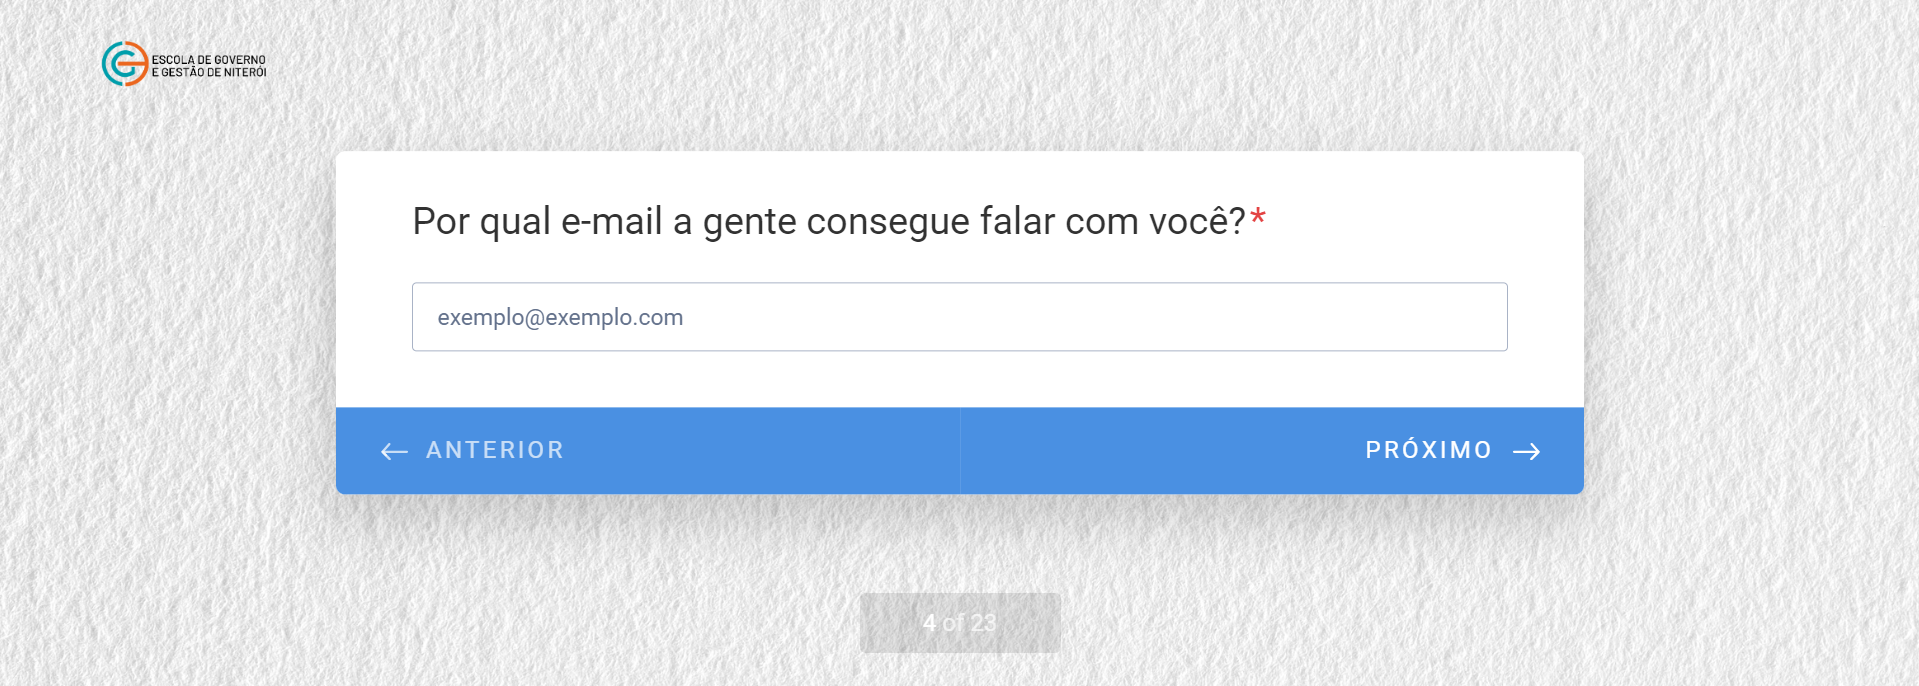 ESCOLA DE GOVERNO
E GESTÃO DE NITERÓI
Por qual e-mail a gente consegue falar com você?*
exemplo@exemplo.com
← ANTERIOR
PRÓXIMO →
4 of 23